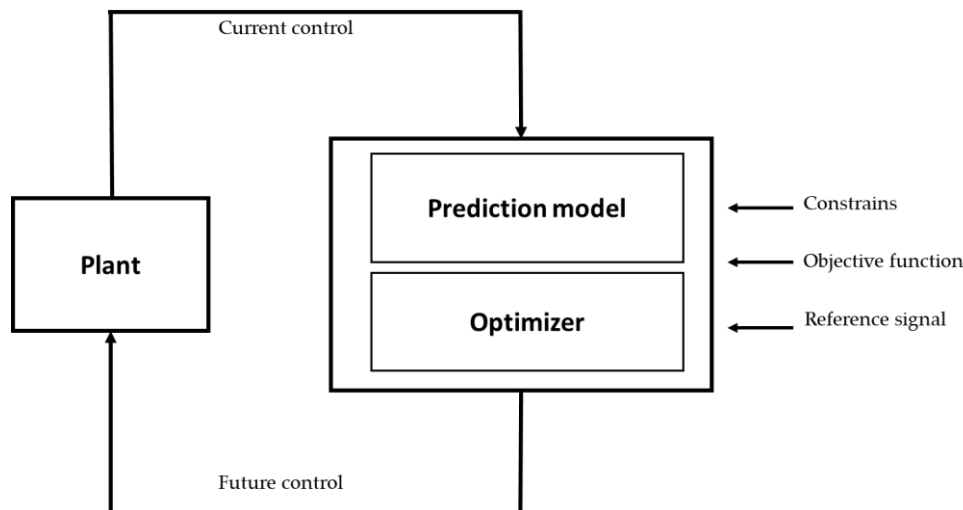 Current control
Prediction model
Constrains
Plant
Objective function
Optimizer
Reference signal
Future control